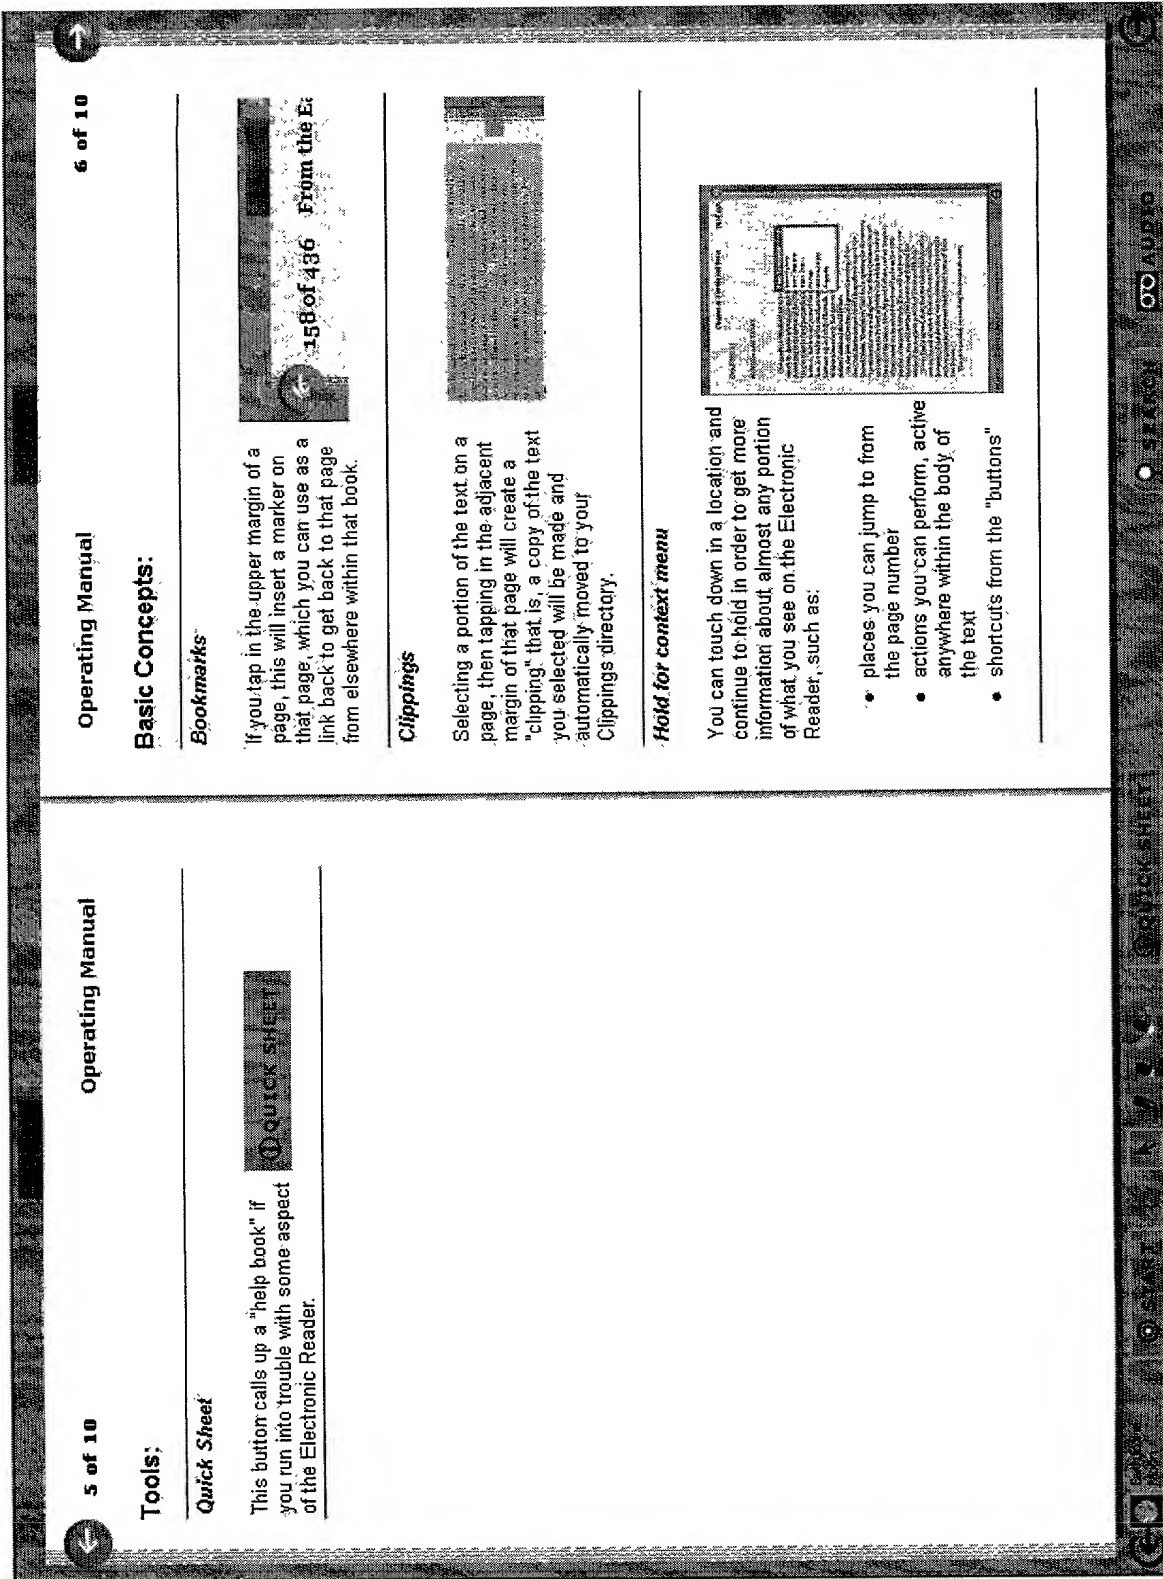 5 of 10
Operating Manual
Tools:
Quick Sheet
This button calls up a "help book" if
you run into trouble with some aspect
of the Electronic Reader.
QUICK SHEET
Operating Manual
6 of 10
Basic Concepts:
Bookmarks
If you tap in the upper margin of a
page, this will insert a marker on
that page, which you can use as a
link back to get back to that page
from elsewhere within that book.
158 of 436 From the
Clippings
Selecting a portion of the text on a
page, then tapping in the adjacent
margin of that page will create a
"clipping" that is, a copy of the text
you selected will be made and
automatically moved to your
Clippings directory.
Hold for context menu
You can touch down in a location and
continue to hold in order to get more
information about almost any portion
of what you see on the Electronic
Reader, such as:
• places you can jump to from
the page number
• actions you can perform, active
anywhere within the body of
the text
• shortcuts from the "buttons"
START
QUICK SHEET
SEARCH
AUDIO